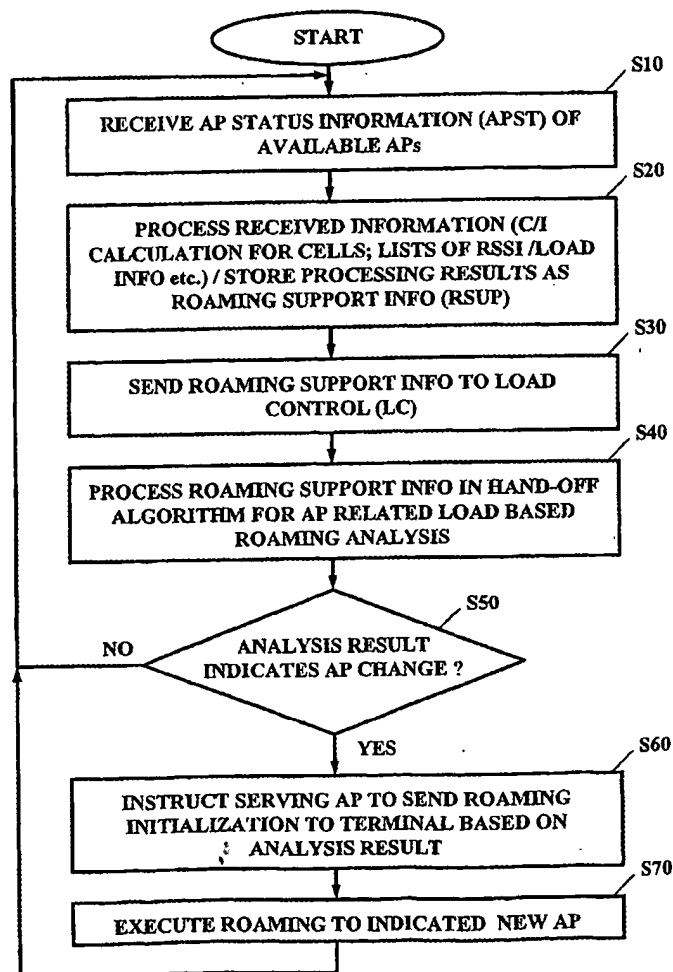 START
S10
RECEIVE AP STATUS INFORMATION (APST) OF
AVAILABLE APs
S20
PROCESS RECEIVED INFORMATION (C/I
CALCULATION FOR CELLS; LISTS OF RSSI /LOAD
INFO etc.) / STORE PROCESSING RESULTS AS
ROAMING SUPPORT INFO (RSUP)
S30
SEND ROAMING SUPPORT INFO TO LOAD
CONTROL (LC)
S40
PROCESS ROAMING SUPPORT INFO IN HAND-OFF
ALGORITHM FOR AP RELATED LOAD BASED
ROAMING ANALYSIS
S50
NO
ANALYSIS RESULT
INDICATES AP CHANGE ?
YES
S60
INSTRUCT SERVING AP TO SEND ROAMING
INITIALIZATION TO TERMINAL BASED ON
ANALYSIS RESULT
S70
EXECUTE ROAMING TO INDICATED NEW AP